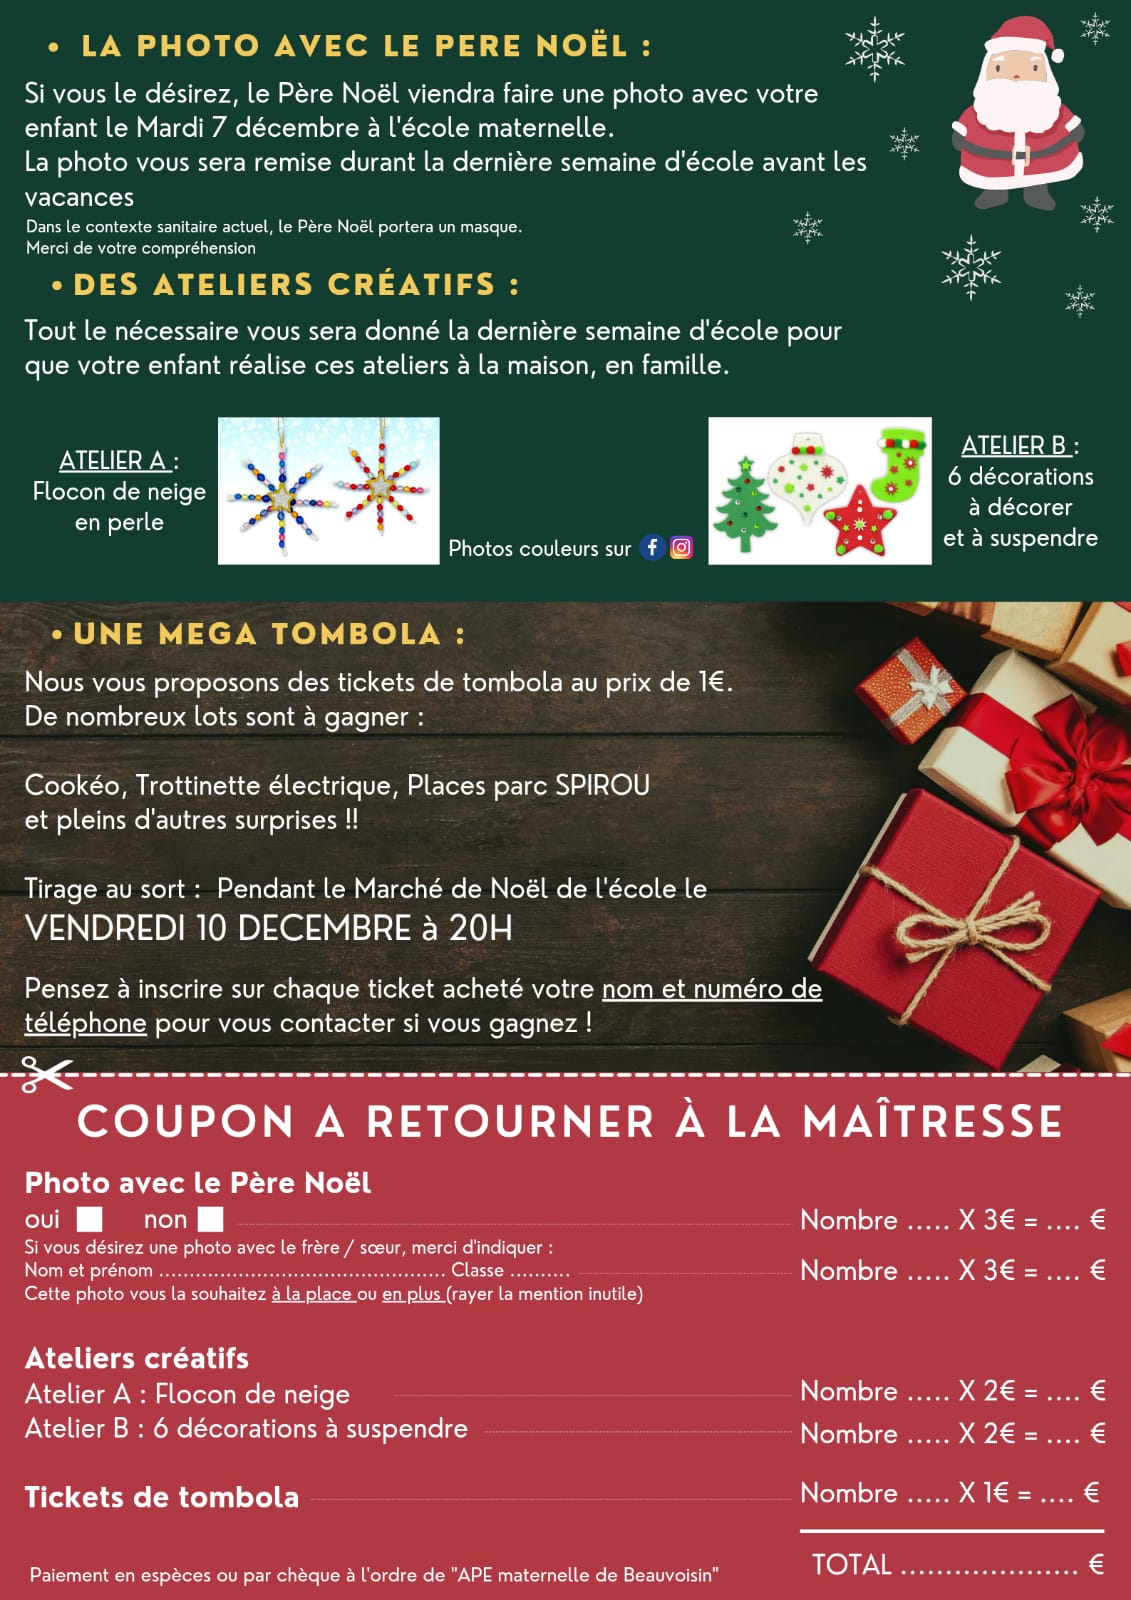 • LA PHOTO AVEC LE PERE NOËL :
Si vous le désirez, le Père Noël viendra faire une photo avec votre
enfant le Mardi 7 décembre à l'école maternelle.
La photo vous sera remise durant la dernière semaine d'école avant les
vacances
Dans le contexte sanitaire actuel, le Père Noël portera un masque.
Merci de votre compréhension
• DES ATELIERS CRÉATIFS :
Tout le nécessaire vous sera donné la dernière semaine d'école pour
que votre enfant réalise ces ateliers à la maison, en famille.
ATELIER A :
Flocon de neige
en perle
Photos couleurs sur
ATELIER B :
6 décorations
à décorer
et à suspendre
• UNE MEGA TOMBOLA :
Nous vous proposons des tickets de tombola au prix de 1€.
De nombreux lots sont à gagner :
Cookéo, Trottinette électrique, Places parc SPIROU
et pleins d'autres surprises !!
Tirage au sort : Pendant le Marché de Noël de l'école le
VENDREDI 10 DECEMBRE à 20H
Pensez à inscrire sur chaque ticket acheté votre nom et numéro de
téléphone pour vous contacter si vous gagnez !
COUPON A RETOURNER À LA MAÎTRESSE
Photo avec le Père Noël
oui non Nombre ..... X 3€ = .... €
Si vous désirez une photo avec le frère / sœur, merci d'indiquer :
Nom et prénom ................................................ Classe .......... Nombre ..... X 3€ = .... €
Cette photo vous la souhaitez à la place ou en plus (rayer la mention inutile)
Ateliers créatifs
Atelier A : Flocon de neige Nombre ..... X 2€ = .... €
Atelier B : 6 décorations à suspendre Nombre ..... X 2€ = .... €
Tickets de tombola Nombre ..... X 1€ = .... €
TOTAL .................... €
Paiement en espèces ou par chèque à l'ordre de "APE maternelle de Beauvoisin"